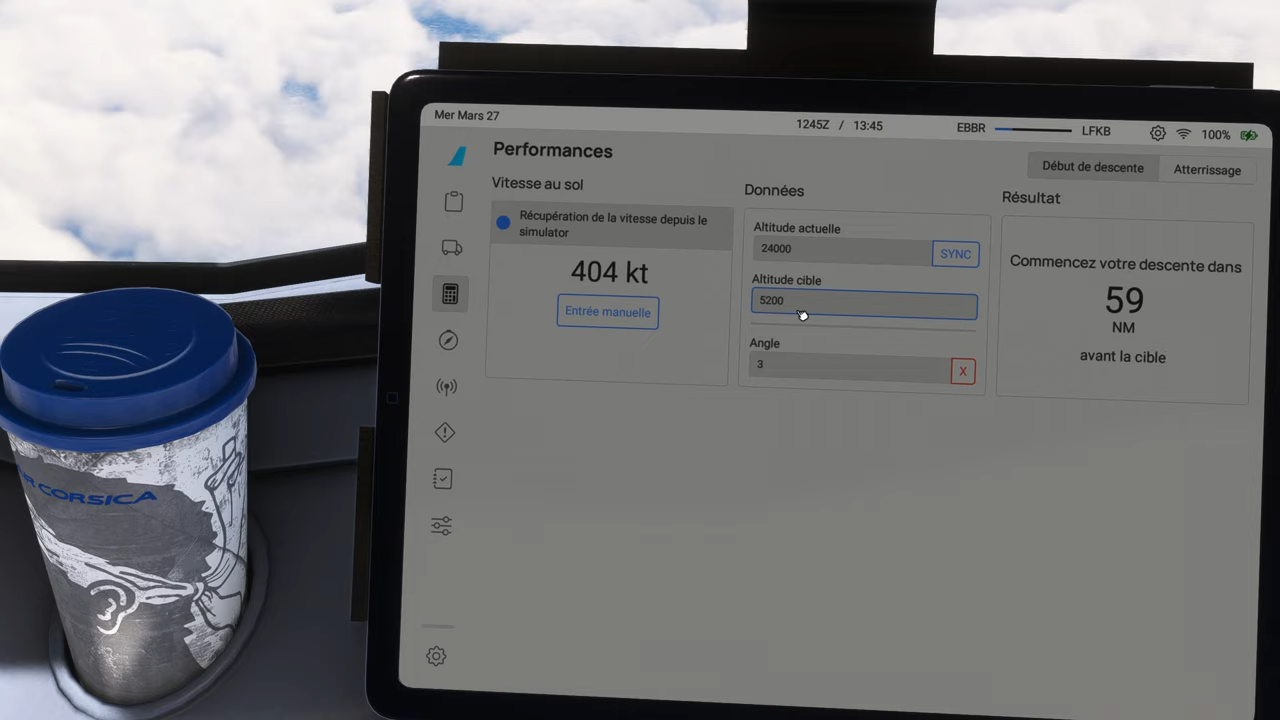 Mer Mars 27
1245Z / 13:45
EBBR
LFKB
100%
Performances
Début de descente
Atterrissage
Vitesse au sol
Récupération de la vitesse depuis le
simulator
404 kt
Entrée manuelle
Données
Altitude actuelle
24000
SYNC
Altitude cible
5200
Angle
3
X
Résultat
Commencez votre descente dans
59
NM
avant la cible
CORSICA